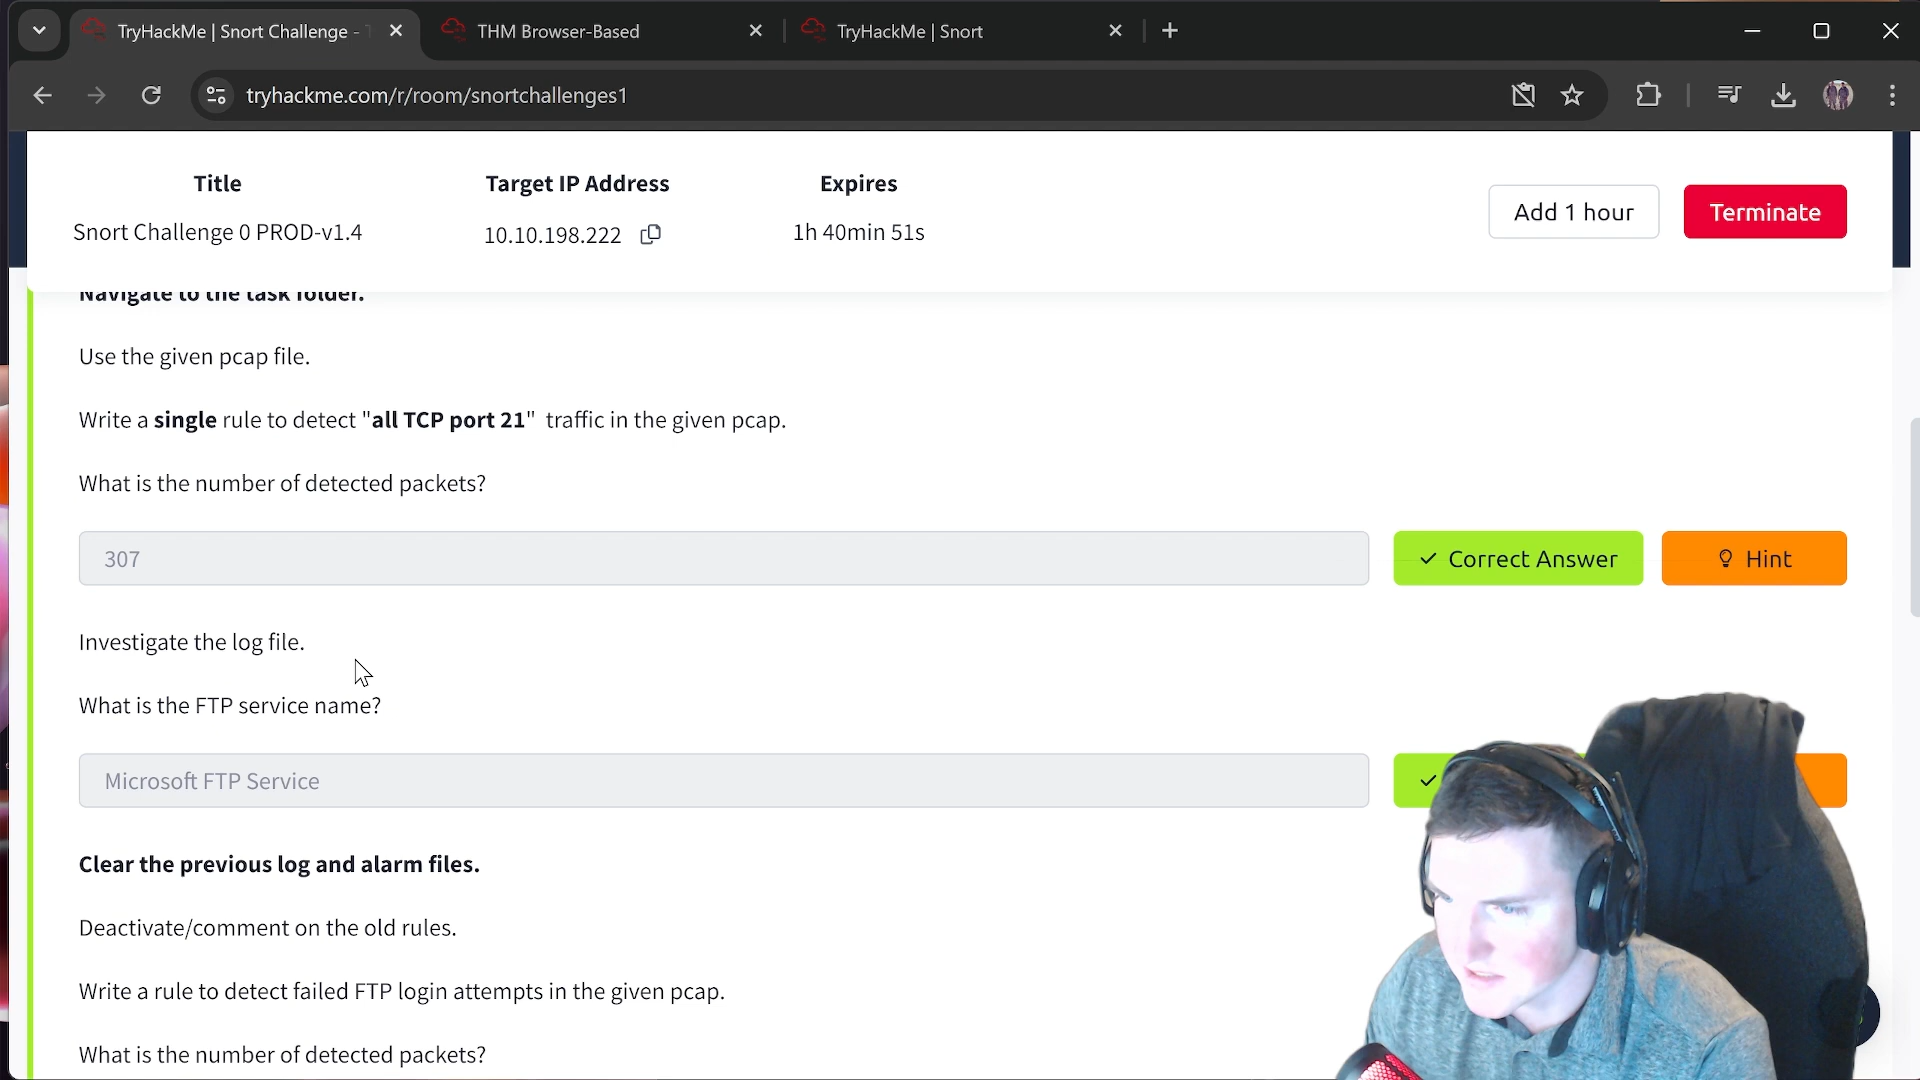 TryHackMe | Snort Challenge -
THM Browser-Based
TryHackMe | Snort
tryhackme.com/r/room/snortchallenges1
Title
Target IP Address
Expires
Snort Challenge 0 PROD-v1.4
10.10.198.222
1h 40min 51s
Add 1 hour
Terminate
Navigate to the task folder.
Use the given pcap file.
Write a single rule to detect "all TCP port 21"  traffic in the given pcap.
What is the number of detected packets?
307
Correct Answer
Hint
Investigate the log file.
What is the FTP service name?
Microsoft FTP Service
Clear the previous log and alarm files.
Deactivate/comment on the old rules.
Write a rule to detect failed FTP login attempts in the given pcap.
What is the number of detected packets?